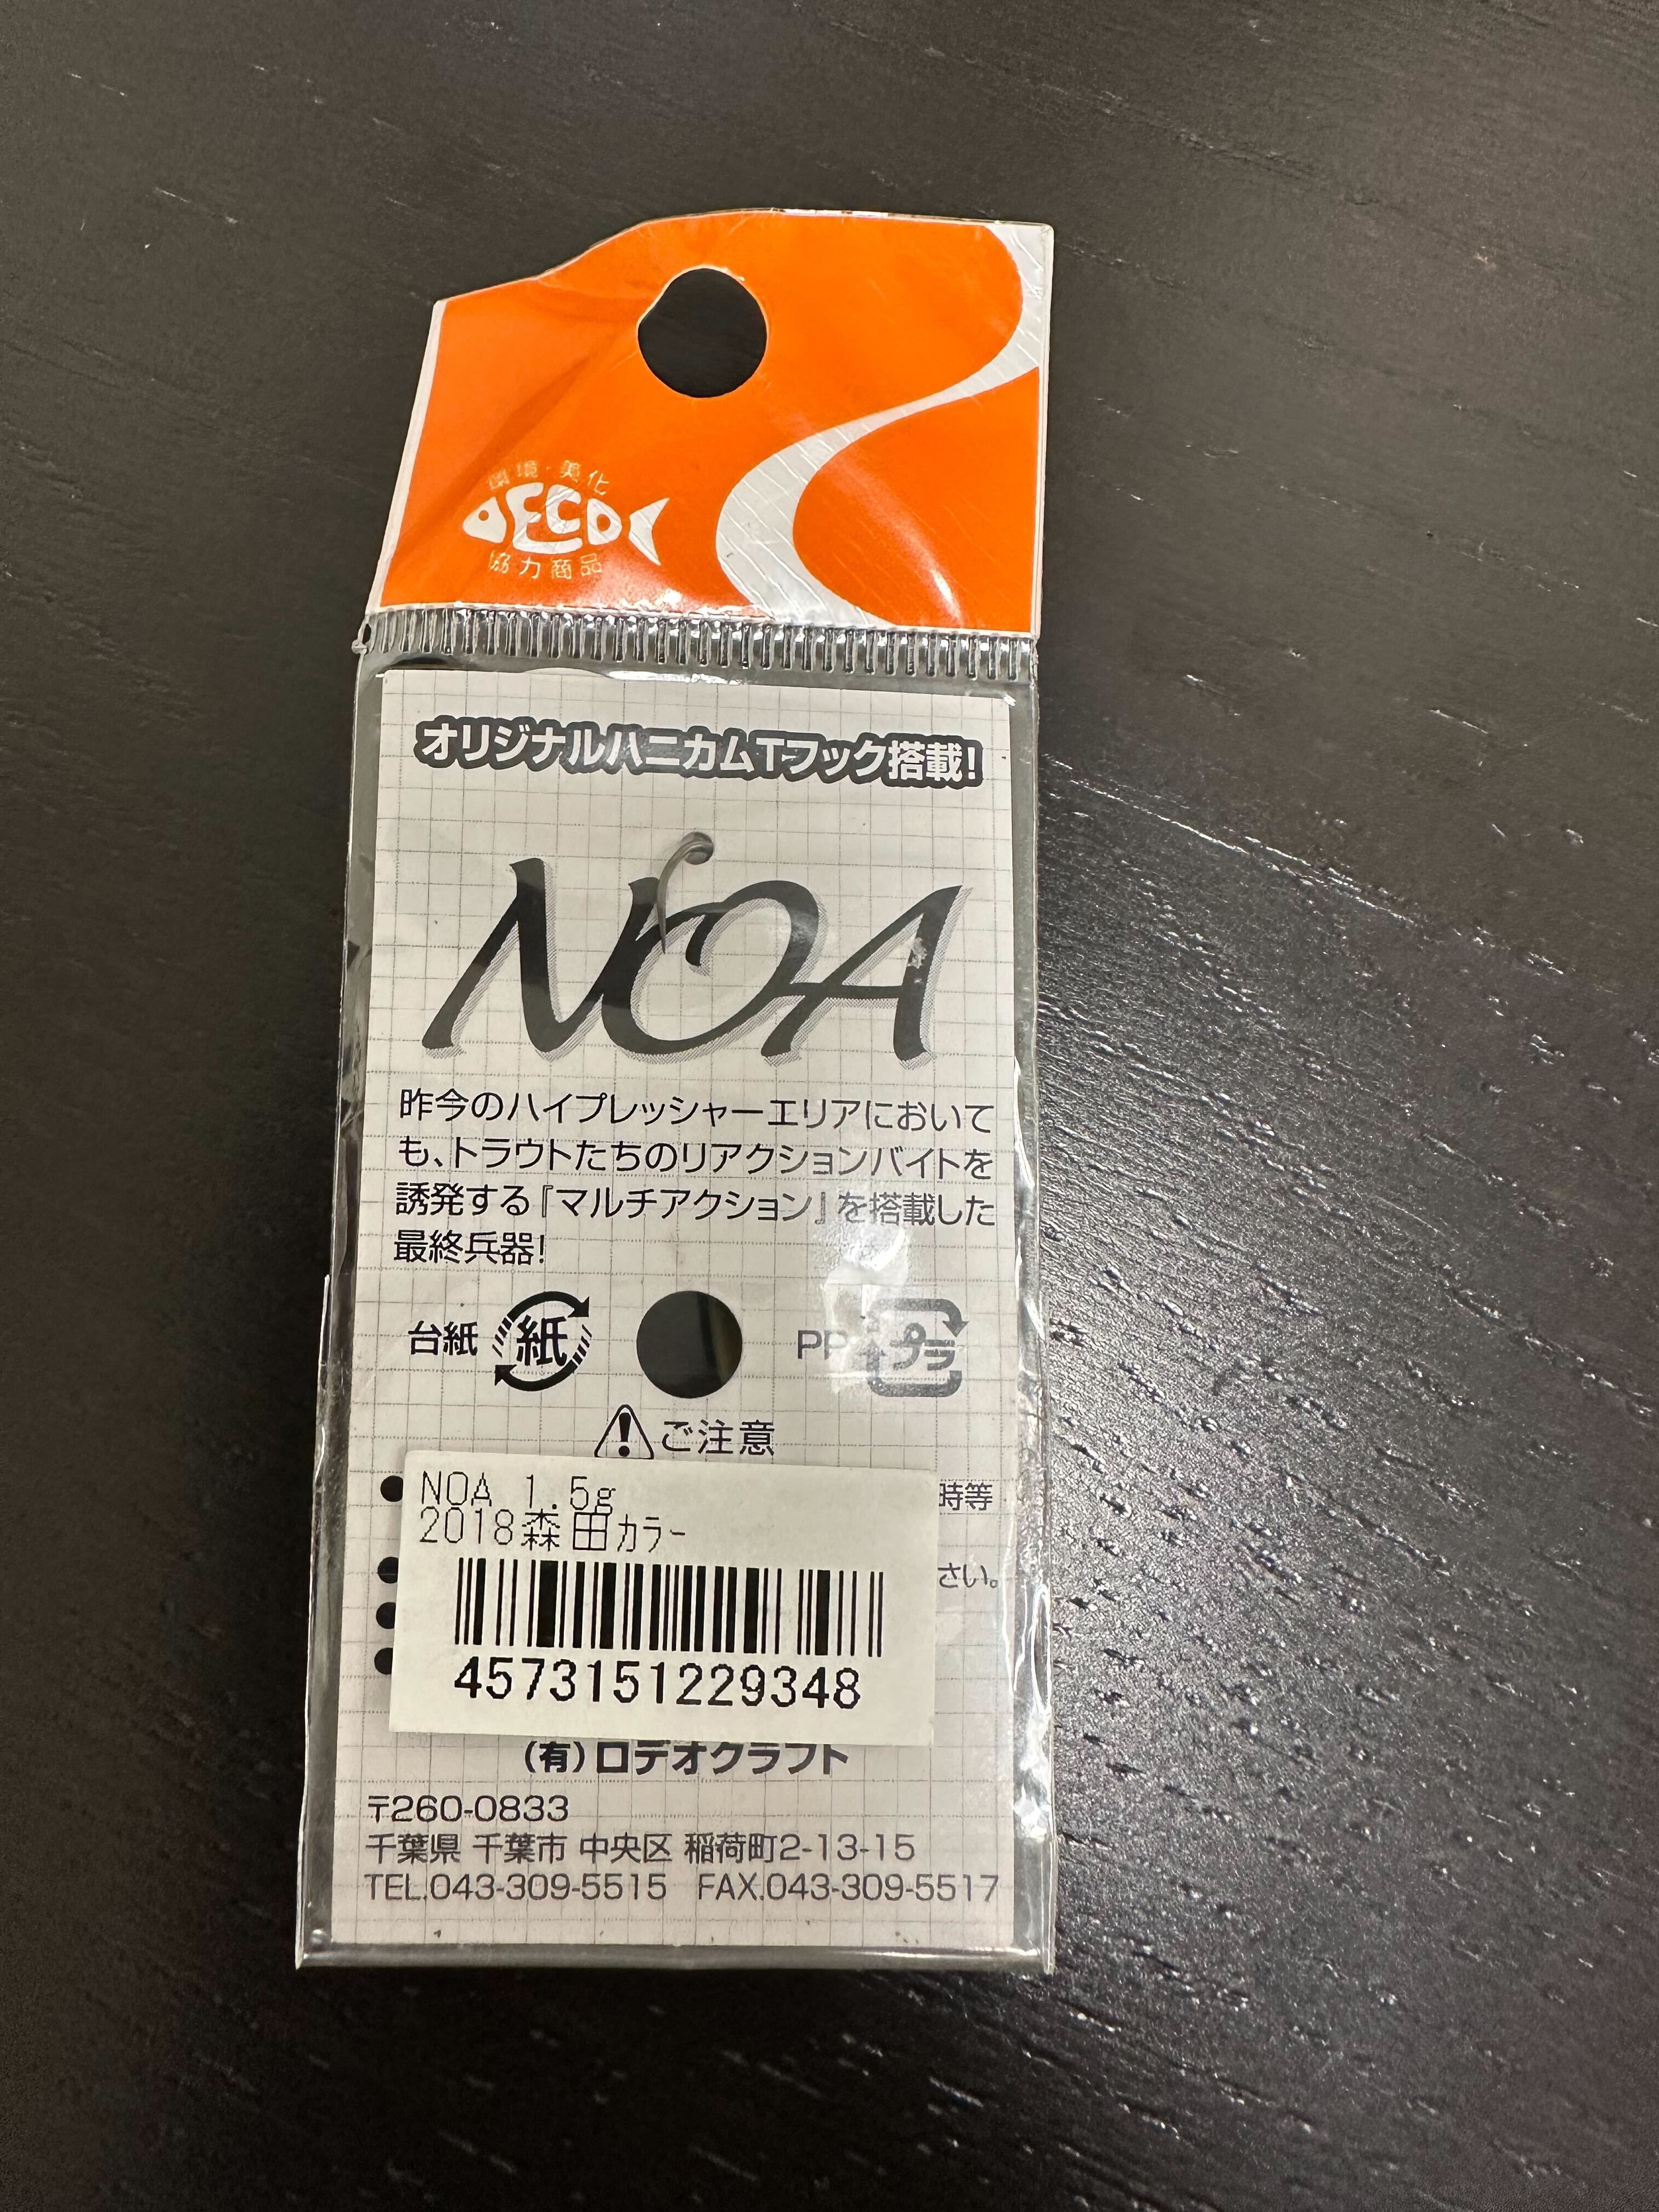 環境・美化
ECO
協力商品
オリジナルハニカムTフック搭載!
NOA
昨今のハイプレッシャーエリアにおいて
も、トラウトたちのリアクションバイトを
誘発する『マルチアクション』を搭載した
最終兵器!
台紙 紙 PP プラ
ご注意
時等
さい。
NOA 1.5g
2018森田カラー
4573151229348
(有)ロデオクラフト
〒260-0833
千葉県 千葉市 中央区 稲荷町2-13-15
TEL.043-309-5515 FAX.043-309-5517